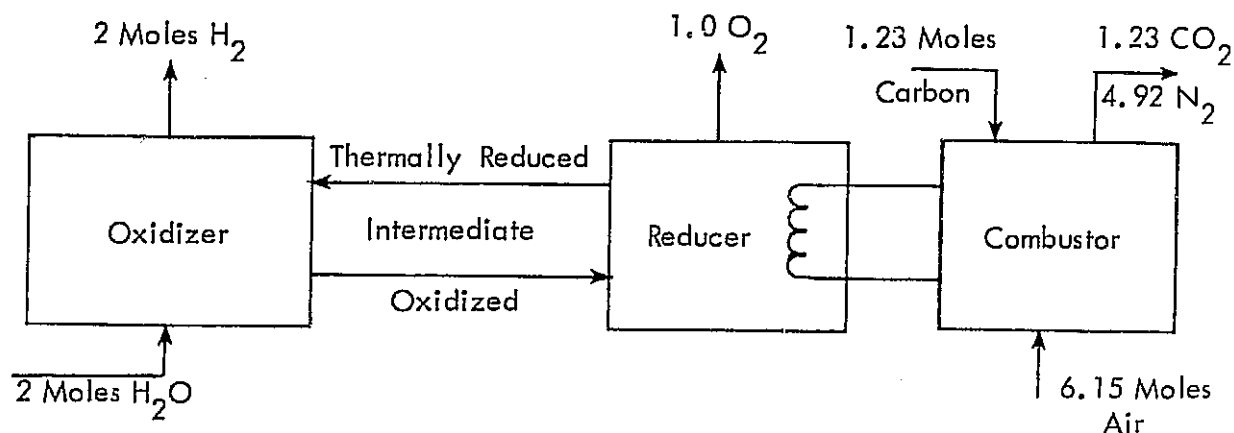 2 Moles H₂
1.0 O₂
1.23 Moles
Carbon
1.23 CO₂
4.92 N₂
Thermally Reduced
Oxidizer
Intermediate
Reducer
Combustor
Oxidized
2 Moles H₂O
6.15 Moles
Air